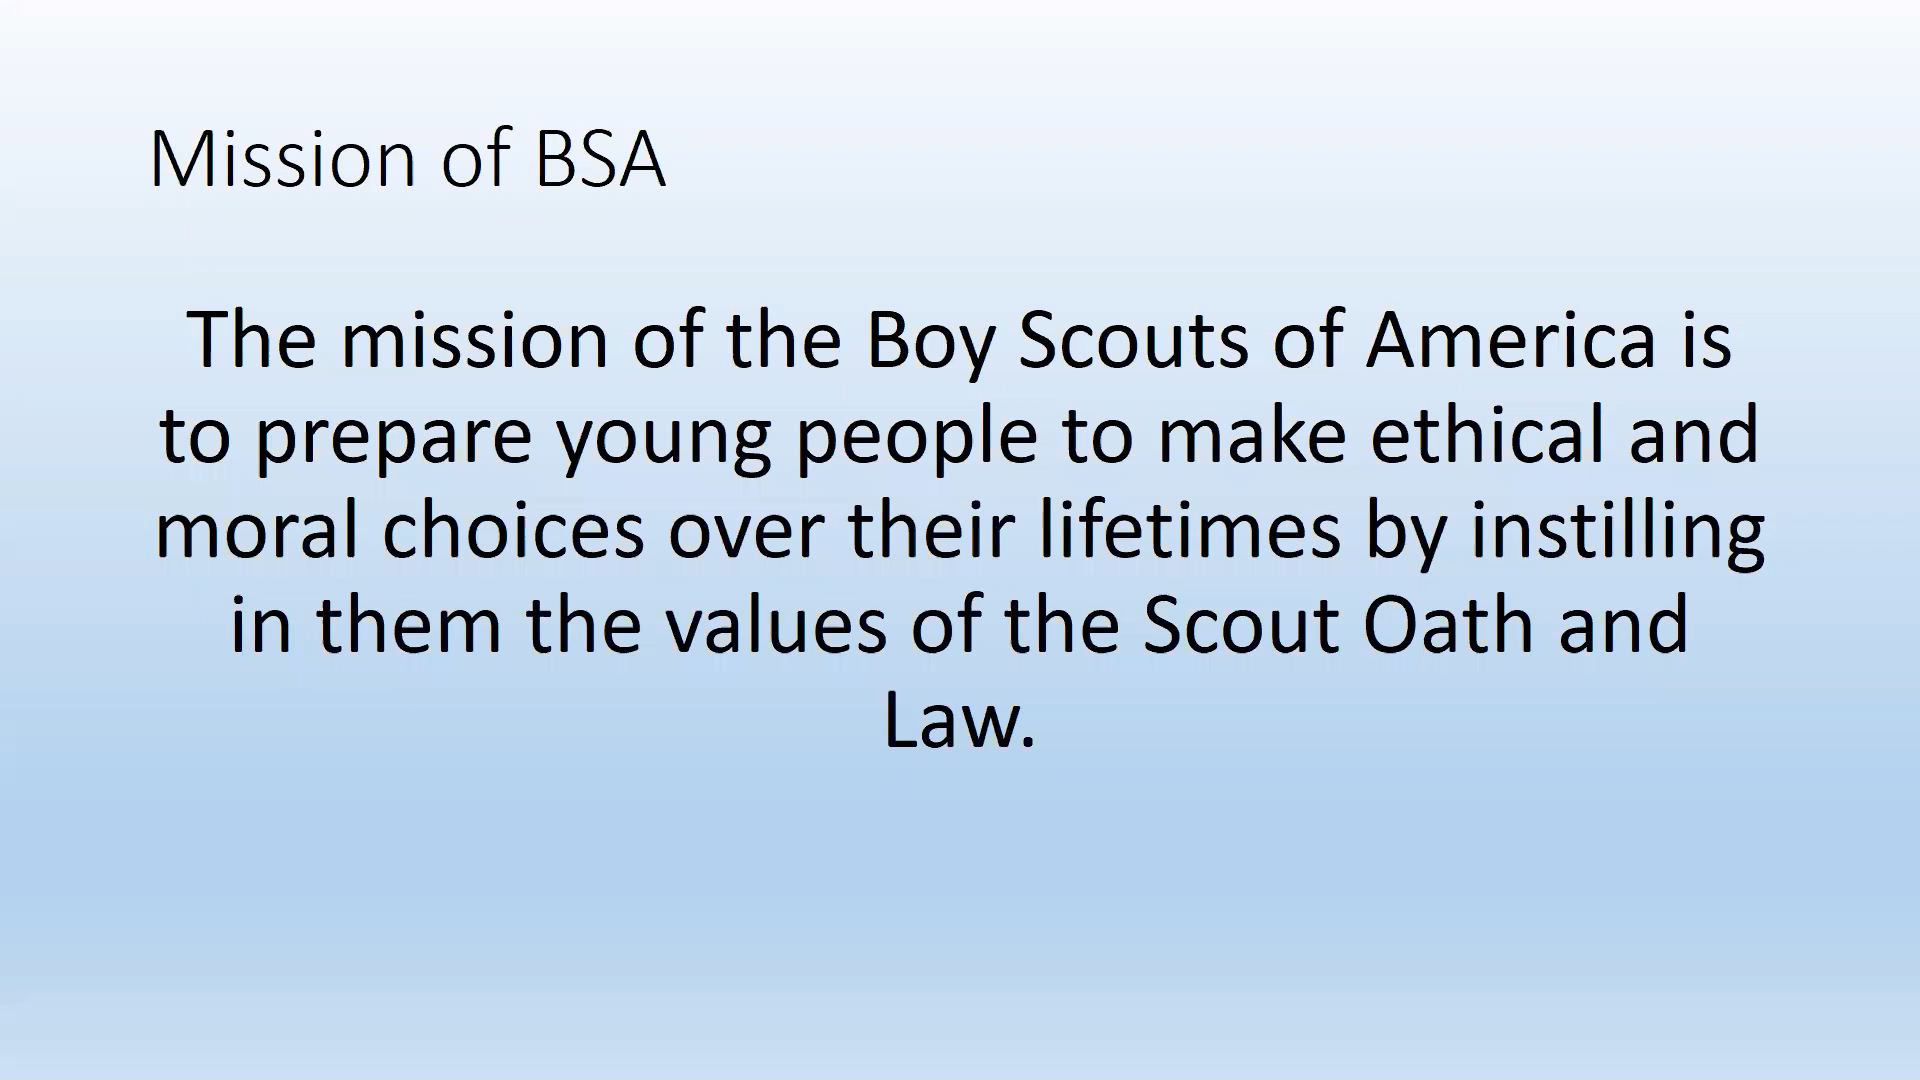 Mission of BSA
The mission of the Boy Scouts of America is
to prepare young people to make ethical and
moral choices over their lifetimes by instilling
in them the values of the Scout Oath and
Law.